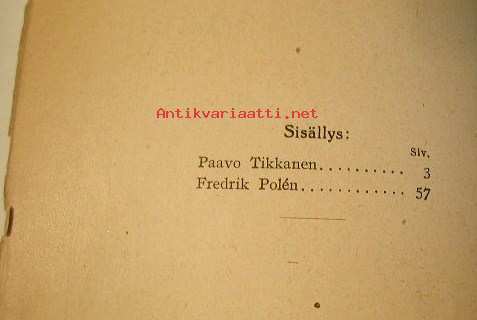 Antikvariaatti.net
Sisällys:
Siv.
Paavo Tikkanen.......... 3
Fredrik Polén............ 57